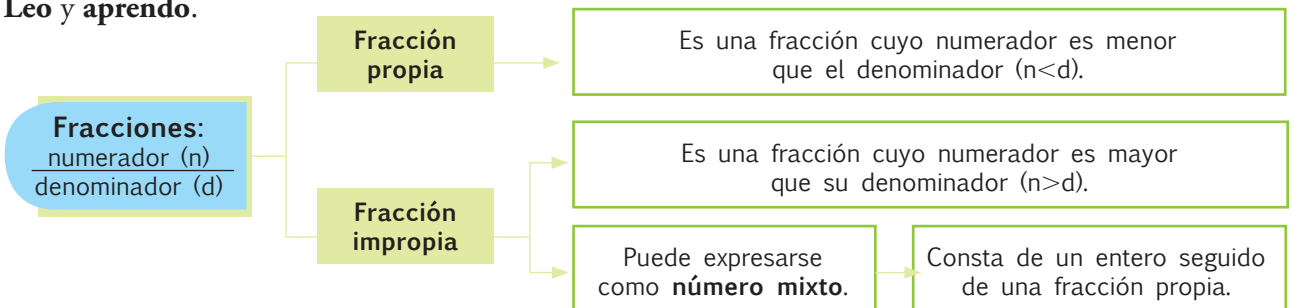 Leo y aprendo.
Fracciones:
numerador (n)
denominador (d)
Fracción
propia
Es una fracción cuyo numerador es menor
que el denominador (n<d).
Fracción
impropia
Es una fracción cuyo numerador es mayor
que su denominador (n>d).
Puede expresarse
como número mixto.
Consta de un entero seguido
de una fracción propia.